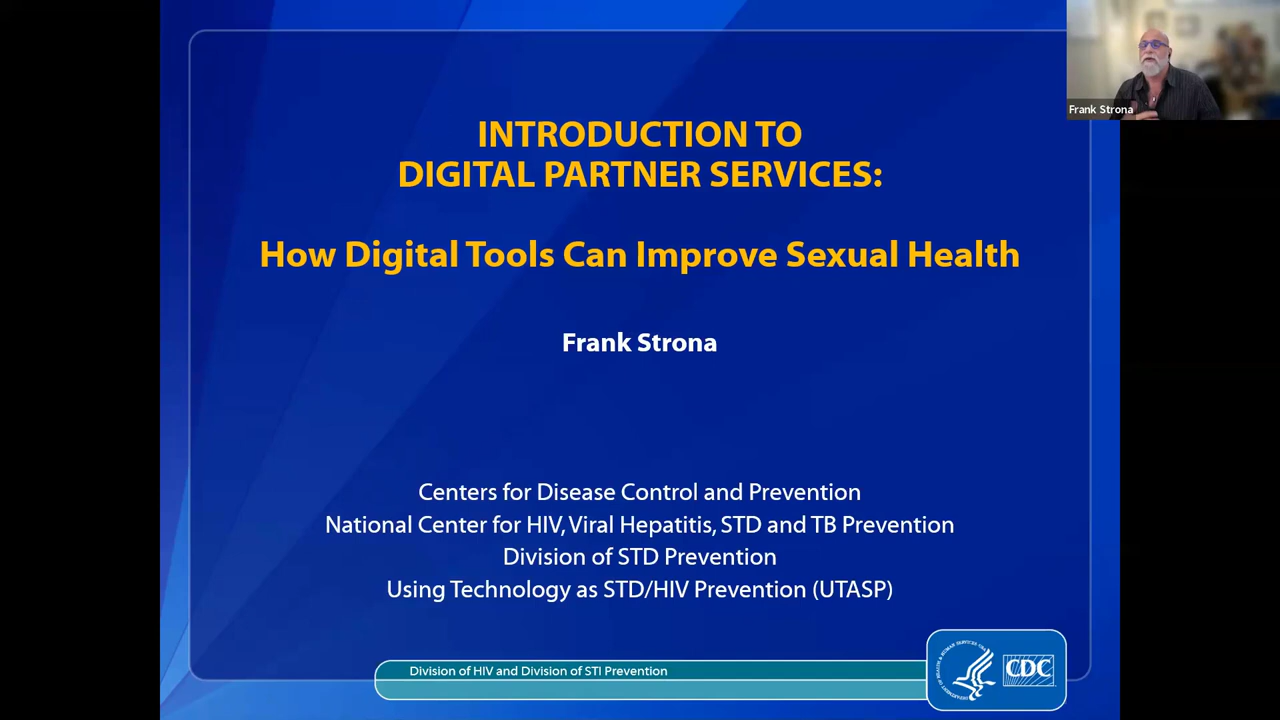 INTRODUCTION TO
DIGITAL PARTNER SERVICES:
How Digital Tools Can Improve Sexual Health
Frank Strona
Frank Strona
Centers for Disease Control and Prevention
National Center for HIV, Viral Hepatitis, STD and TB Prevention
Division of STD Prevention
Using Technology as STD/HIV Prevention (UTASP)
Division of HIV and Division of STI Prevention
CDC